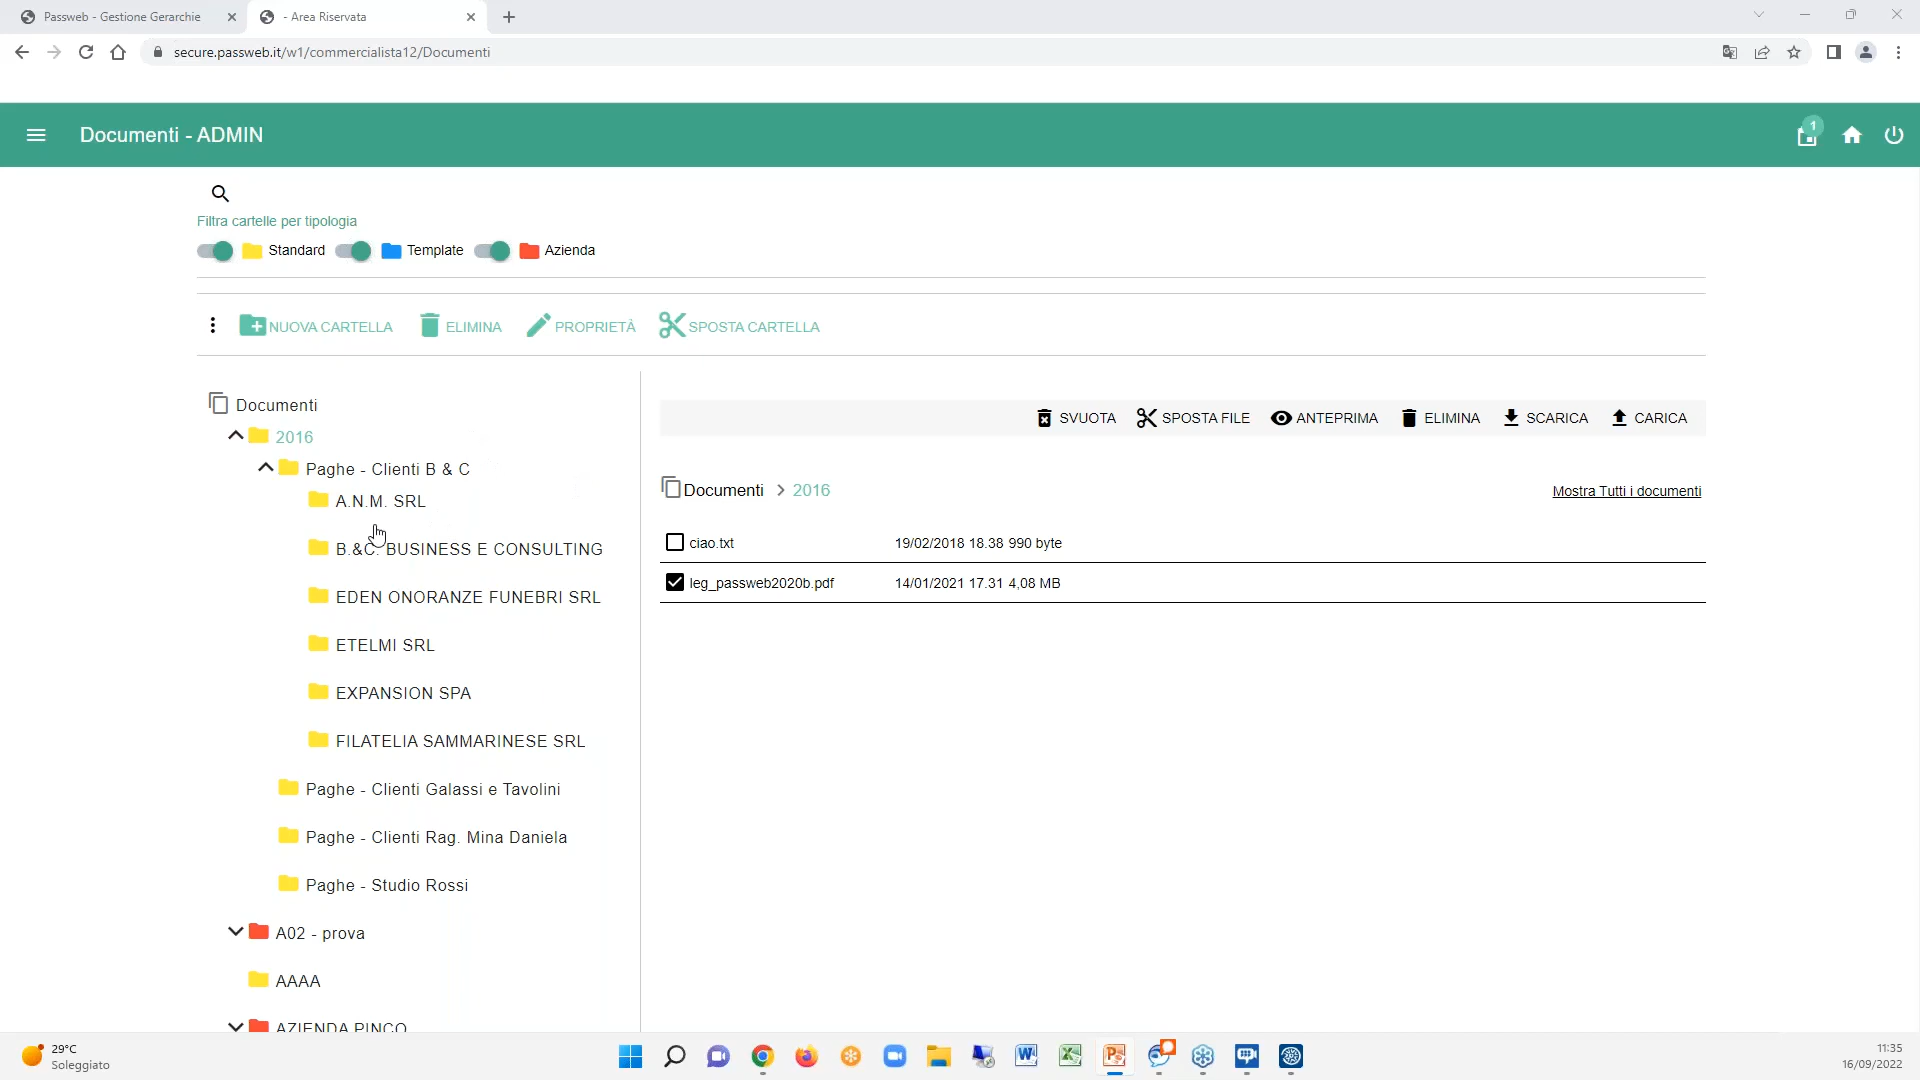 Passweb - Gestione Gerarchie
- Area Riservata
secure.passweb.it/w1/commercialista12/Documenti
Documenti - ADMIN
1
Filtra cartelle per tipologia
Standard
Template
Azienda
NUOVA CARTELLA
ELIMINA
PROPRIETÀ
SPOSTA CARTELLA
Documenti
2016
Paghe - Clienti B & C
A.N.M. SRL
B.&C. BUSINESS E CONSULTING
EDEN ONORANZE FUNEBRI SRL
ETELMI SRL
EXPANSION SPA
FILATELIA SAMMARINESE SRL
Paghe - Clienti Galassi e Tavolini
Paghe - Clienti Rag. Mina Daniela
Paghe - Studio Rossi
A02 - prova
AAAA
AZIENDA PINCO
SVUOTA
SPOSTA FILE
ANTEPRIMA
ELIMINA
SCARICA
CARICA
Documenti > 2016
Mostra Tutti i documenti
ciao.txt 19/02/2018 18.38 990 byte
leg_passweb2020b.pdf 14/01/2021 17.31 4,08 MB
29°C
Soleggiato
11:35
16/09/2022